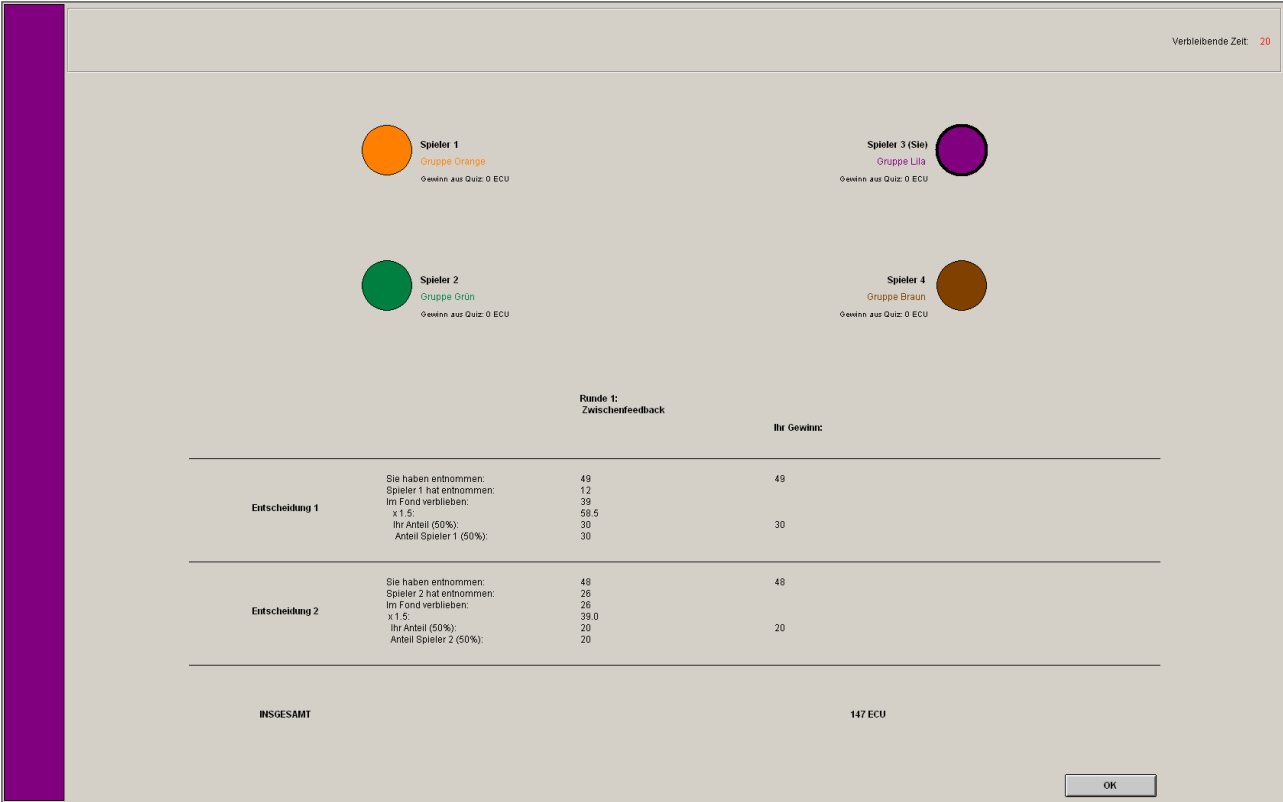 Verbleibende Zeit: 20
Spieler 1
Gruppe Orange
Gewinn aus Quiz: 0 ECU
Spieler 3 (Sie)
Gruppe Lila
Gewinn aus Quiz: 0 ECU
Spieler 2
Gruppe Grün
Gewinn aus Quiz: 0 ECU
Spieler 4
Gruppe Braun
Gewinn aus Quiz: 0 ECU
Runde 1:
Zwischenfeedback
Ihr Gewinn:
Entscheidung 1
Sie haben entnommen: 49 49
Spieler 1 hat entnommen: 12
Im Fond verblieben: 39
x 1.5: 58.5
Ihr Anteil (50%): 30 30
Anteil Spieler 1 (50%): 30
Entscheidung 2
Sie haben entnommen: 48 48
Spieler 2 hat entnommen: 26
Im Fond verblieben: 26
x 1.5: 39.0
Ihr Anteil (50%): 20 20
Anteil Spieler 2 (50%): 20
INSGESAMT 147 ECU
OK